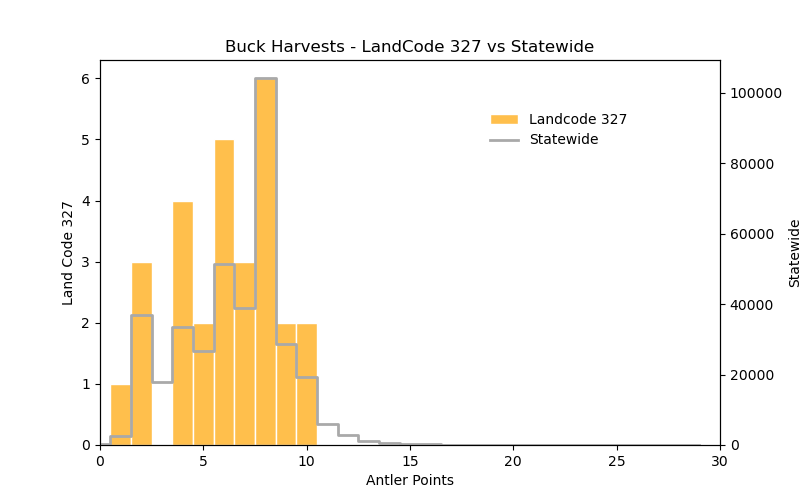 Buck Harvests - LandCode 327 vs Statewide
Landcode 327
Statewide
Land Code 327
6
5
4
3
2
1
0
100000
80000
60000
40000
20000
0
Statewide
0 5 10 15 20 25 30
Antler Points